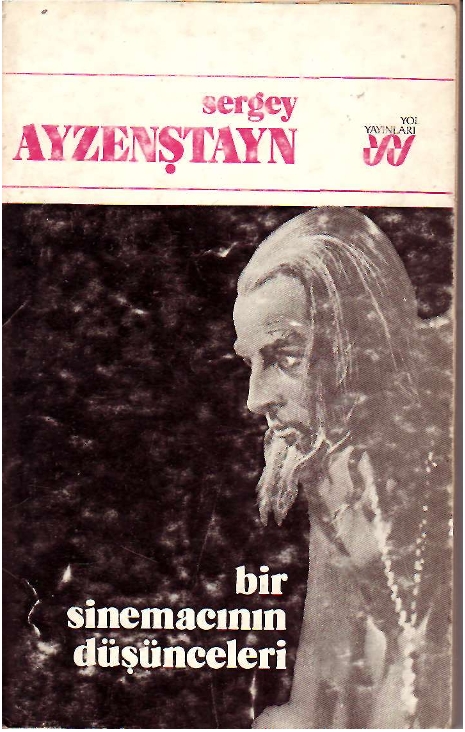 sergey
AYZENŞTAYN
YOL
YAYINLARI
bir
sinemacının
düşünceleri